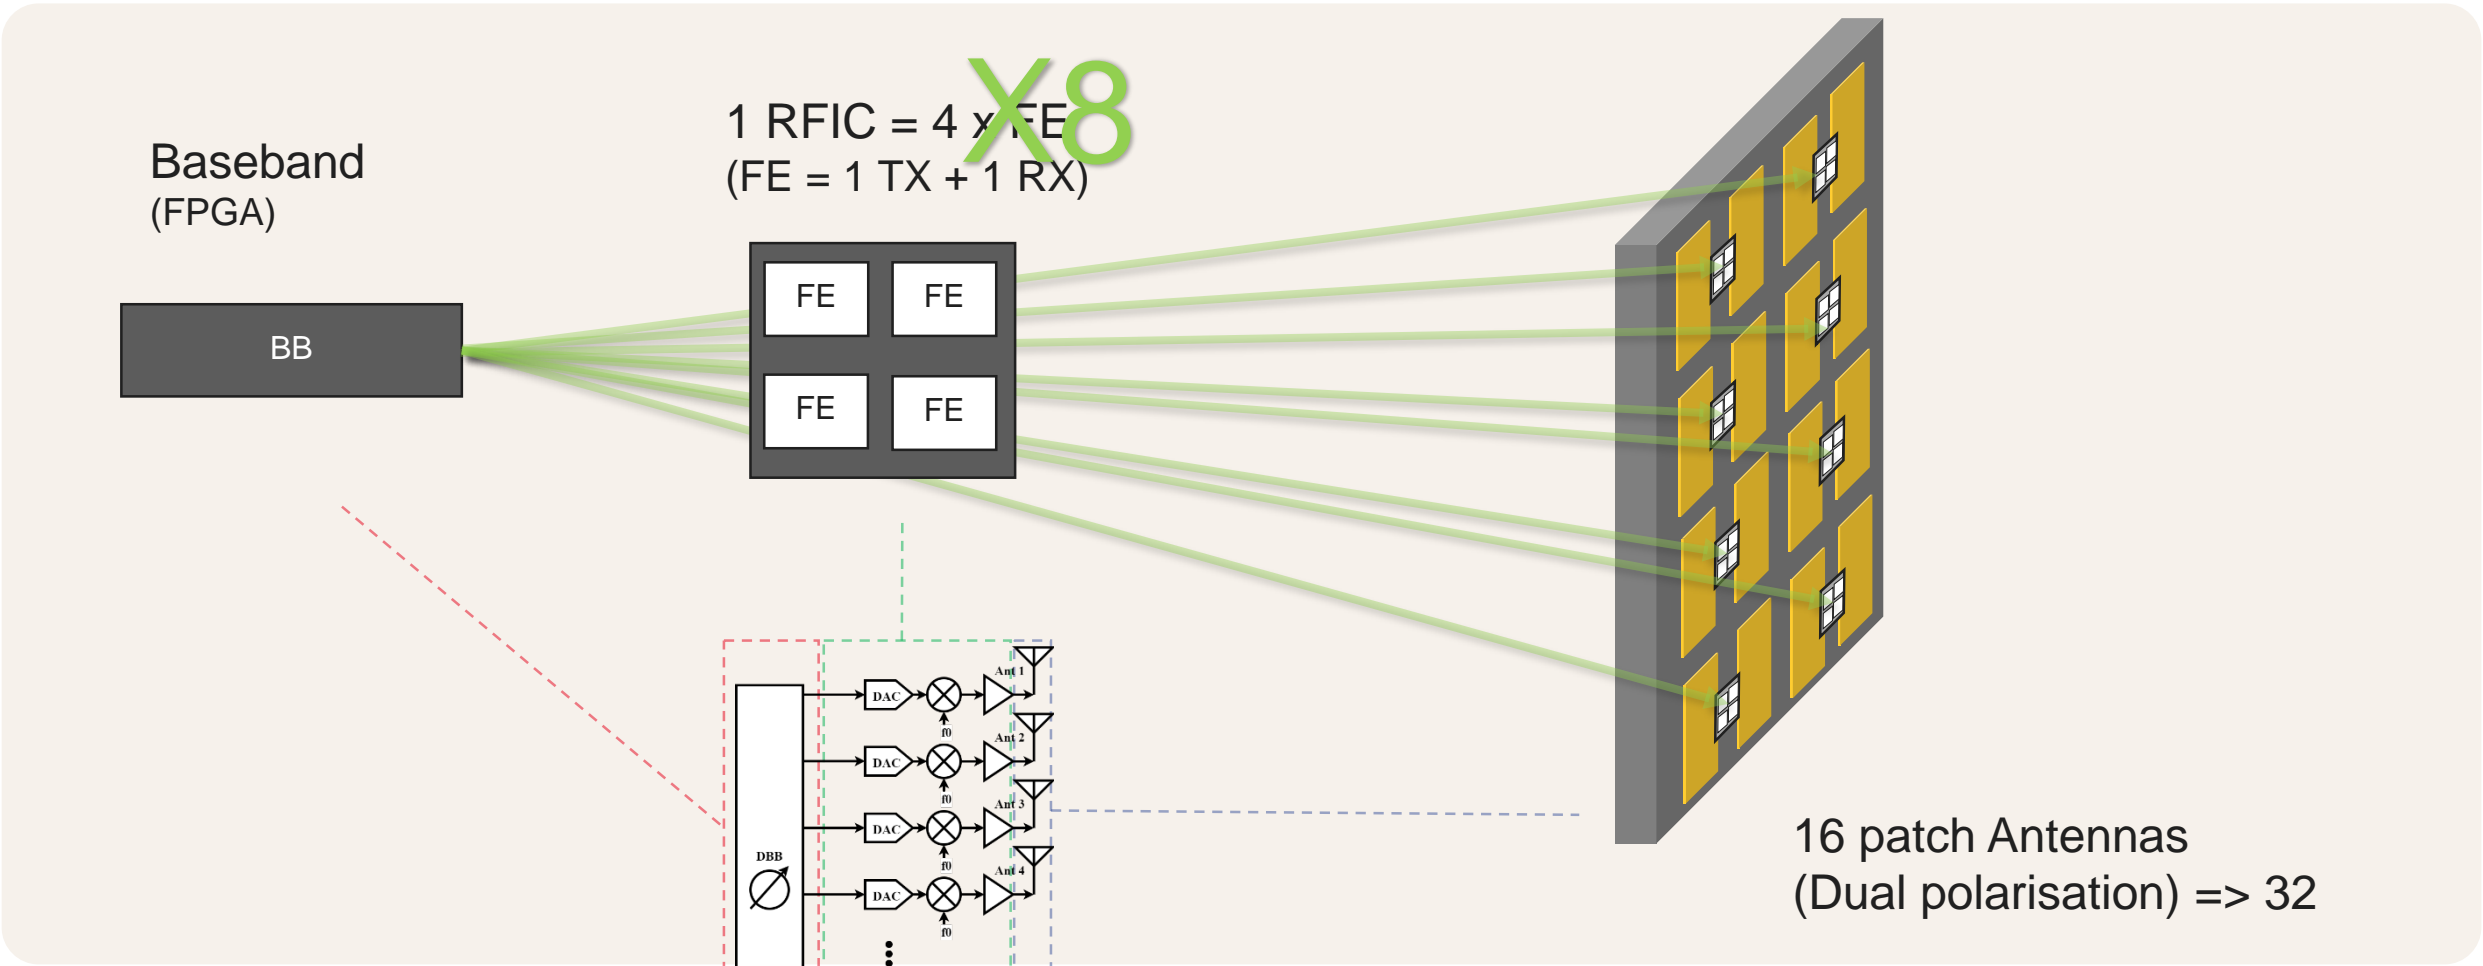 X8
1 RFIC = 4 x FE
(FE = 1 TX + 1 RX)
Baseband
(FPGA)
BB
FE
FE
FE
FE
Ant 1
DAC
f0
Ant 2
DAC
f0
Ant 3
DAC
f0
Ant 4
DBB
DAC
f0
16 patch Antennas
(Dual polarisation) => 32